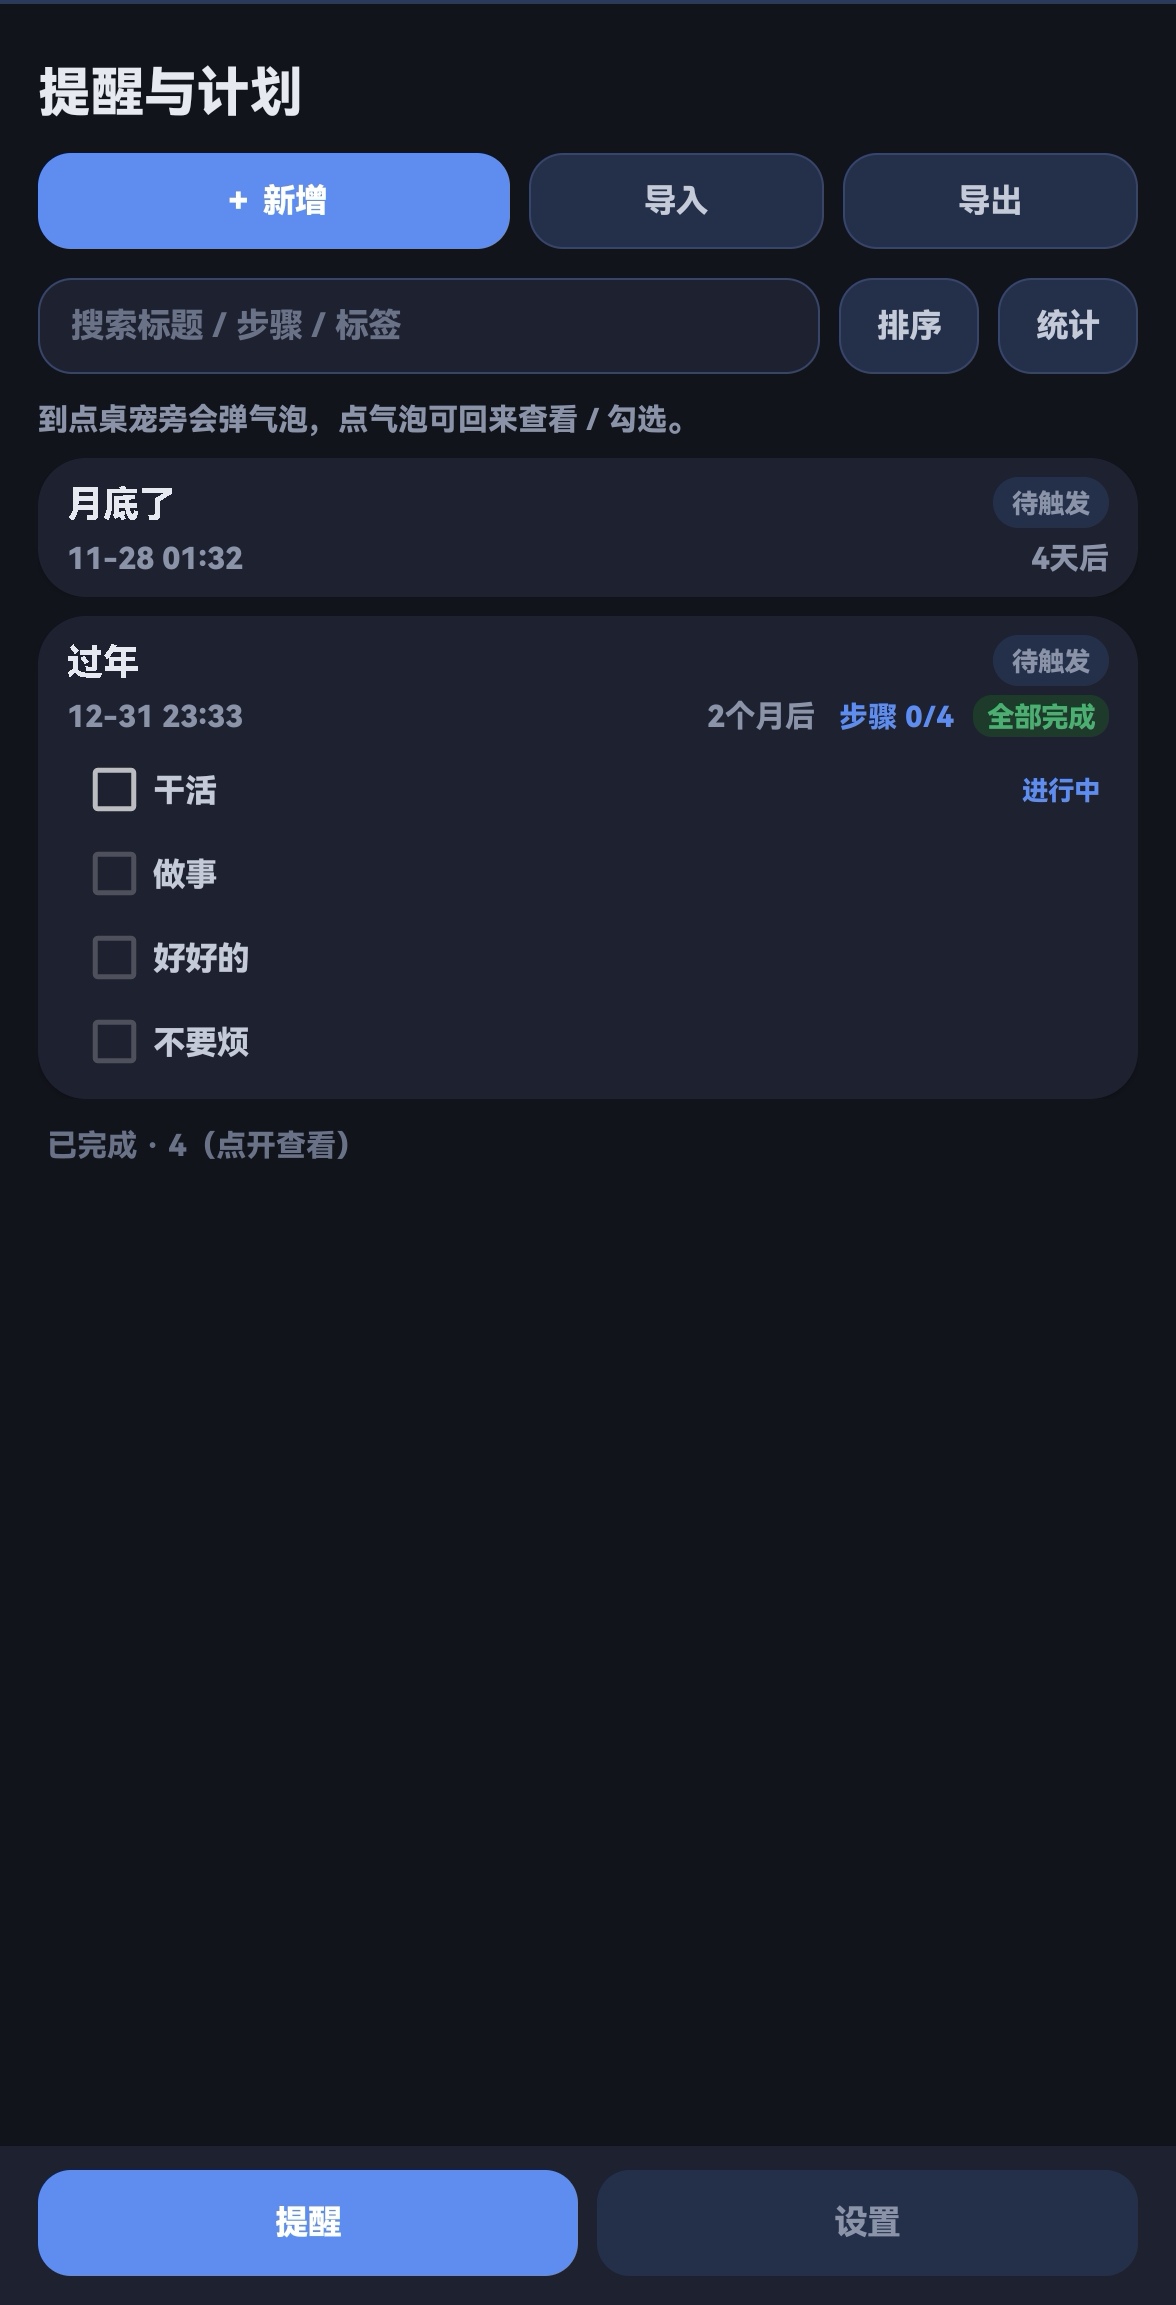 提醒与计划
+ 新增 导入 导出
搜索标题 / 步骤 / 标签 排序 统计
到点桌宠旁会弹气泡，点气泡可回来查看 / 勾选。
月底了 待触发
11-28 01:32 4天后
过年 待触发
12-31 23:33 2个月后 步骤 0/4 全部完成
干活 进行中
做事
好好的
不要烦
已完成 · 4（点开查看）
提醒 设置